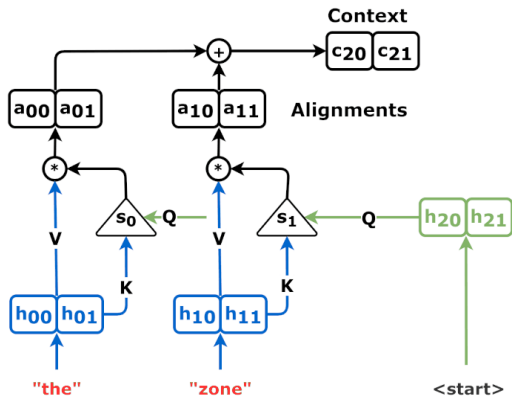 Context
+
c20 c21
a00 a01
a10 a11
Alignments
*
*
s0
Q
s1
Q
h20 h21
V
V
K
K
h00 h01
h10 h11
"the"
"zone"
<start>